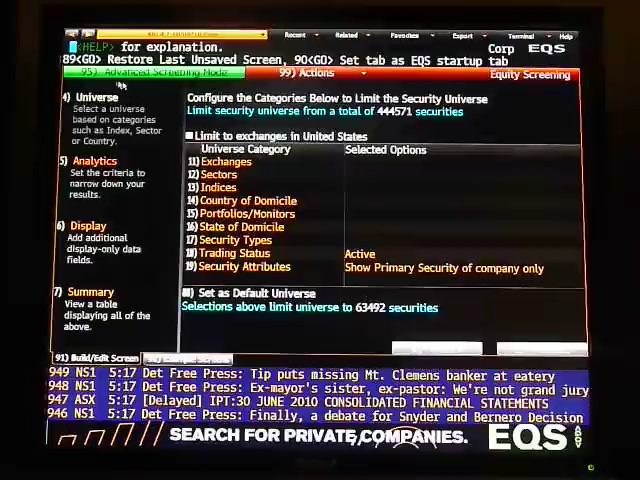 Recent Related Favorites Export Terminal Help
<HELP> for explanation. Corp EQS
89<GO> Restore Last Unsaved Screen, 90<GO> Set tab as EQS startup tab
95) Advanced Screening Mode 99) Actions Equity Screening
4) Universe
Select a universe
based on categories
such as Index, Sector
or Country.
5) Analytics
Set the criteria to
narrow down your
results.
6) Display
Add additional
display-only data
fields.
7) Summary
View a table
displaying all of the
above.
Configure the Categories Below to Limit the Security Universe
Limit security universe from a total of 444571 securities
Limit to exchanges in United States
Universe Category Selected Options
11) Exchanges
12) Sectors
13) Indices
14) Country of Domicile
15) Portfolios/Monitors
16) State of Domicile
17) Security Types
18) Trading Status Active
19) Security Attributes Show Primary Security of company only
Set as Default Universe
Selections above limit universe to 63492 securities
91) Build/Edit Screen
949 NS1 5:17 Det Free Press: Tip puts missing Mt. Clemens banker at eatery
948 NS1 5:17 Det Free Press: Ex-mayor's sister, ex-pastor: We're not grand jury
947 ASX 5:17 [Delayed] IPT:30 JUNE 2010 CONSOLIDATED FINANCIAL STATEMENTS
946 NS1 5:17 Det Free Press: Finally, a debate for Snyder and Bernero Decision
SEARCH FOR PRIVATE COMPANIES. EQS